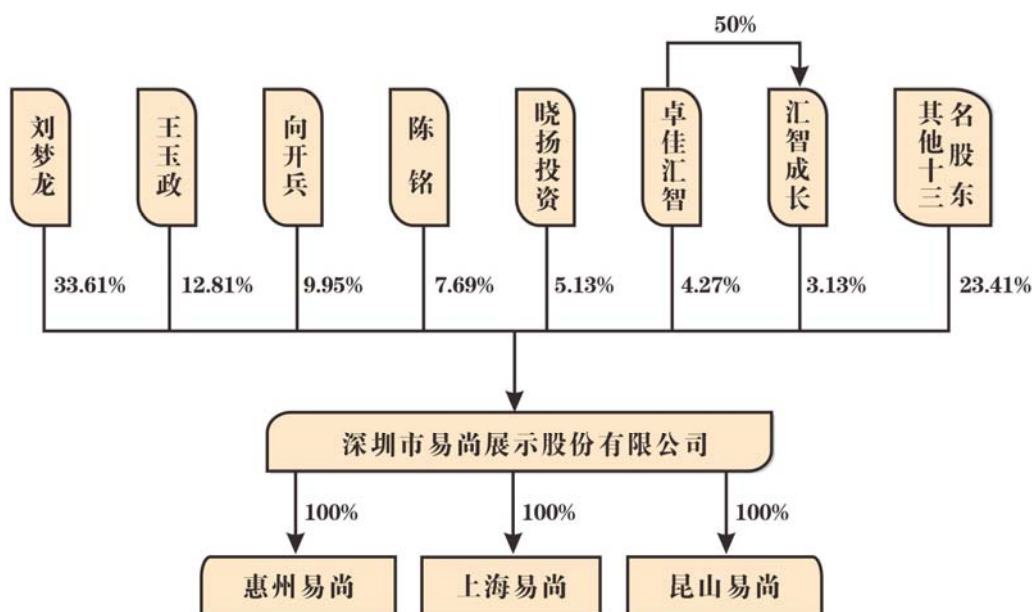 50%
刘梦龙
王玉政
向开兵
陈铭
晓扬投资
卓佳汇智
汇智成长
其他十三
名股东
33.61%
12.81%
9.95%
7.69%
5.13%
4.27%
3.13%
23.41%
深圳市易尚展示股份有限公司
100%
100%
100%
惠州易尚
上海易尚
昆山易尚